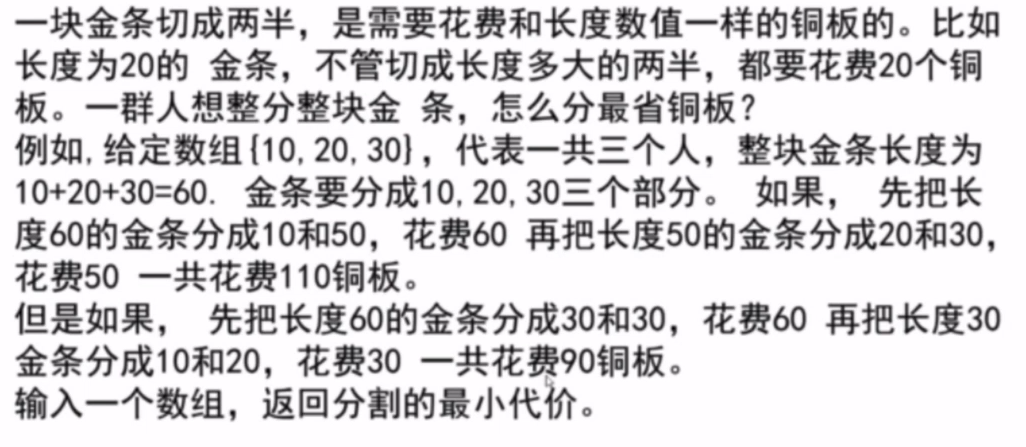 一块金条切成两半，是需要花费和长度数值一样的铜板的。比如
长度为20的 金条，不管切成长度多大的两半，都要花费20个铜
板。一群人想整分整块金 条，怎么分最省铜板?
例如,给定数组{10,20,30}，代表一共三个人，整块金条长度为
10+20+30=60. 金条要分成10,20,30三个部分。 如果， 先把长
度60的金条分成10和50，花费60 再把长度50的金条分成20和30，
花费50 一共花费110铜板。
但是如果， 先把长度60的金条分成30和30，花费60 再把长度30
金条分成10和20，花费30 一共花费90铜板。
输入一个数组，返回分割的最小代价。